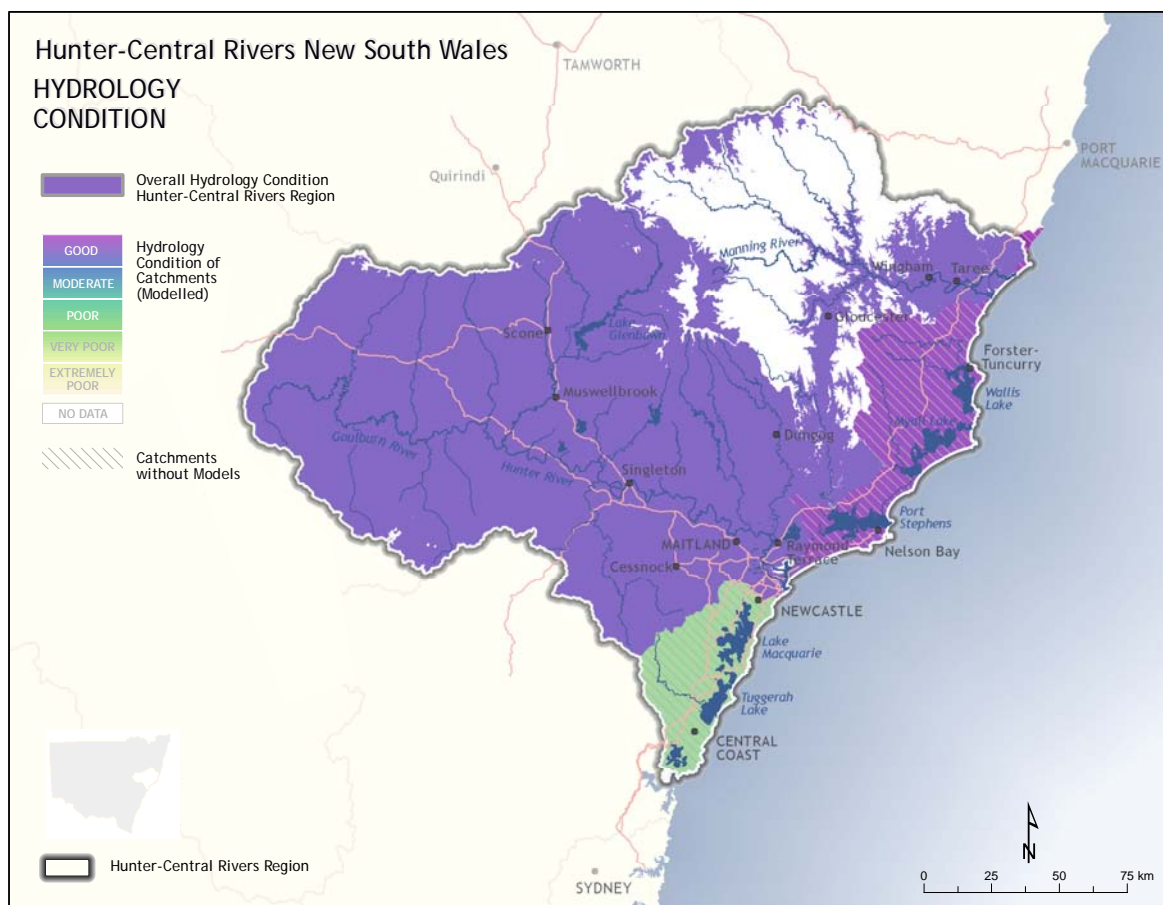 Hunter-Central Rivers New South Wales
HYDROLOGY
CONDITION
Overall Hydrology Condition
Hunter-Central Rivers Region
GOOD
MODERATE
POOR
VERY POOR
EXTREMELY
POOR
NO DATA
Hydrology
Condition of
Catchments
(Modelled)
Catchments
without Models
Hunter-Central Rivers Region
TAMWORTH
Quirindi
PORT
MACQUARIE
Manning River
Wingham
Taree
Gloucester
Scone
Lake
Glenbawn
Forster-
Tuncurry
Wallis
Lake
Muswellbrook
Myall Lake
Dungog
Goulburn River
Hunter River
Singleton
Port
Stephens
MAITLAND
Raymond
Terrace
Nelson Bay
Cessnock
NEWCASTLE
Lake
Macquarie
Tuggerah
Lake
CENTRAL
COAST
SYDNEY
N
0 25 50 75 km